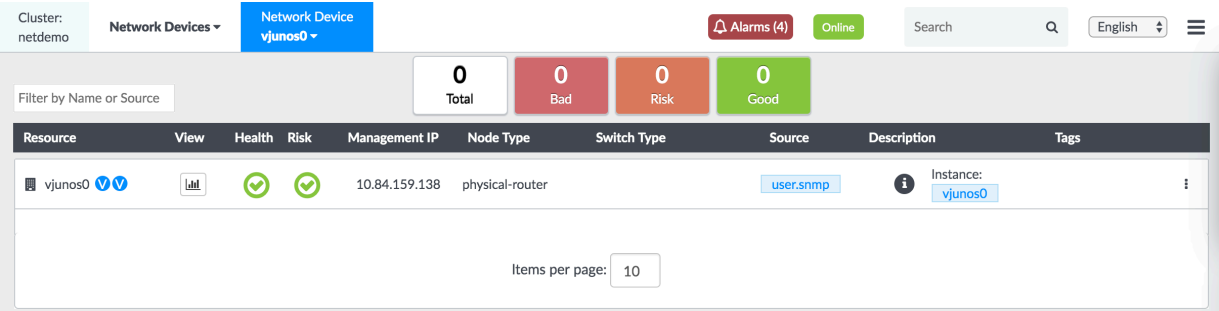 Cluster:
netdemo
Network Devices
Network Device
vjunos0
Alarms (4)
Online
Search
English
Filter by Name or Source
0
Total
0
Bad
0
Risk
0
Good
Resource View Health Risk Management IP Node Type Switch Type Source Description Tags
vjunos0 V V 10.84.159.138 physical-router user.snmp Instance:
vjunos0
Items per page: 10